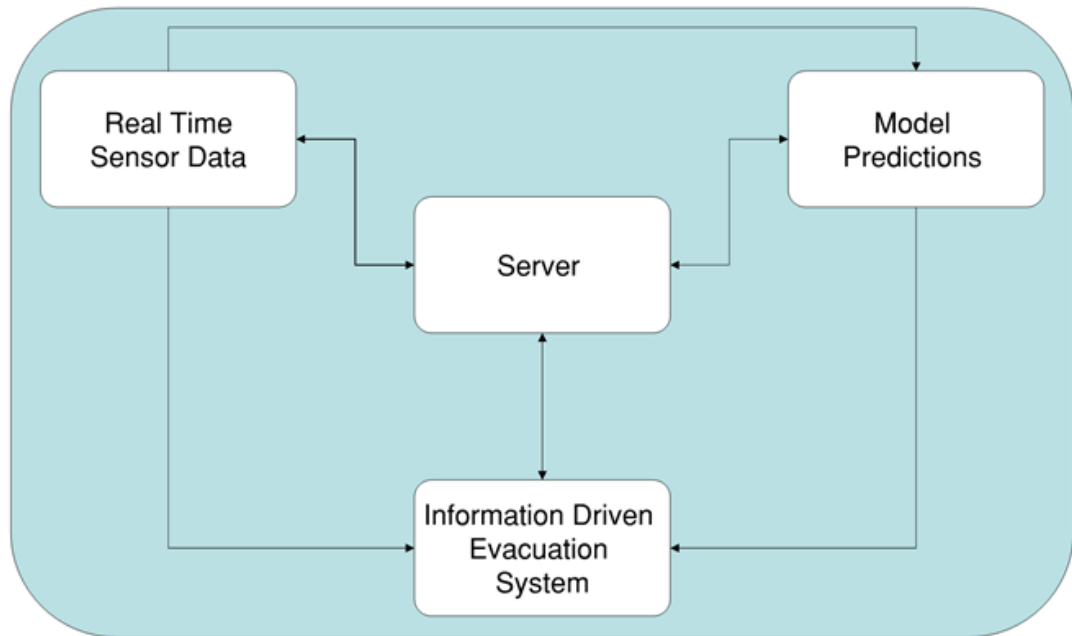 Real Time
Sensor Data
Model
Predictions
Server
Information Driven
Evacuation
System